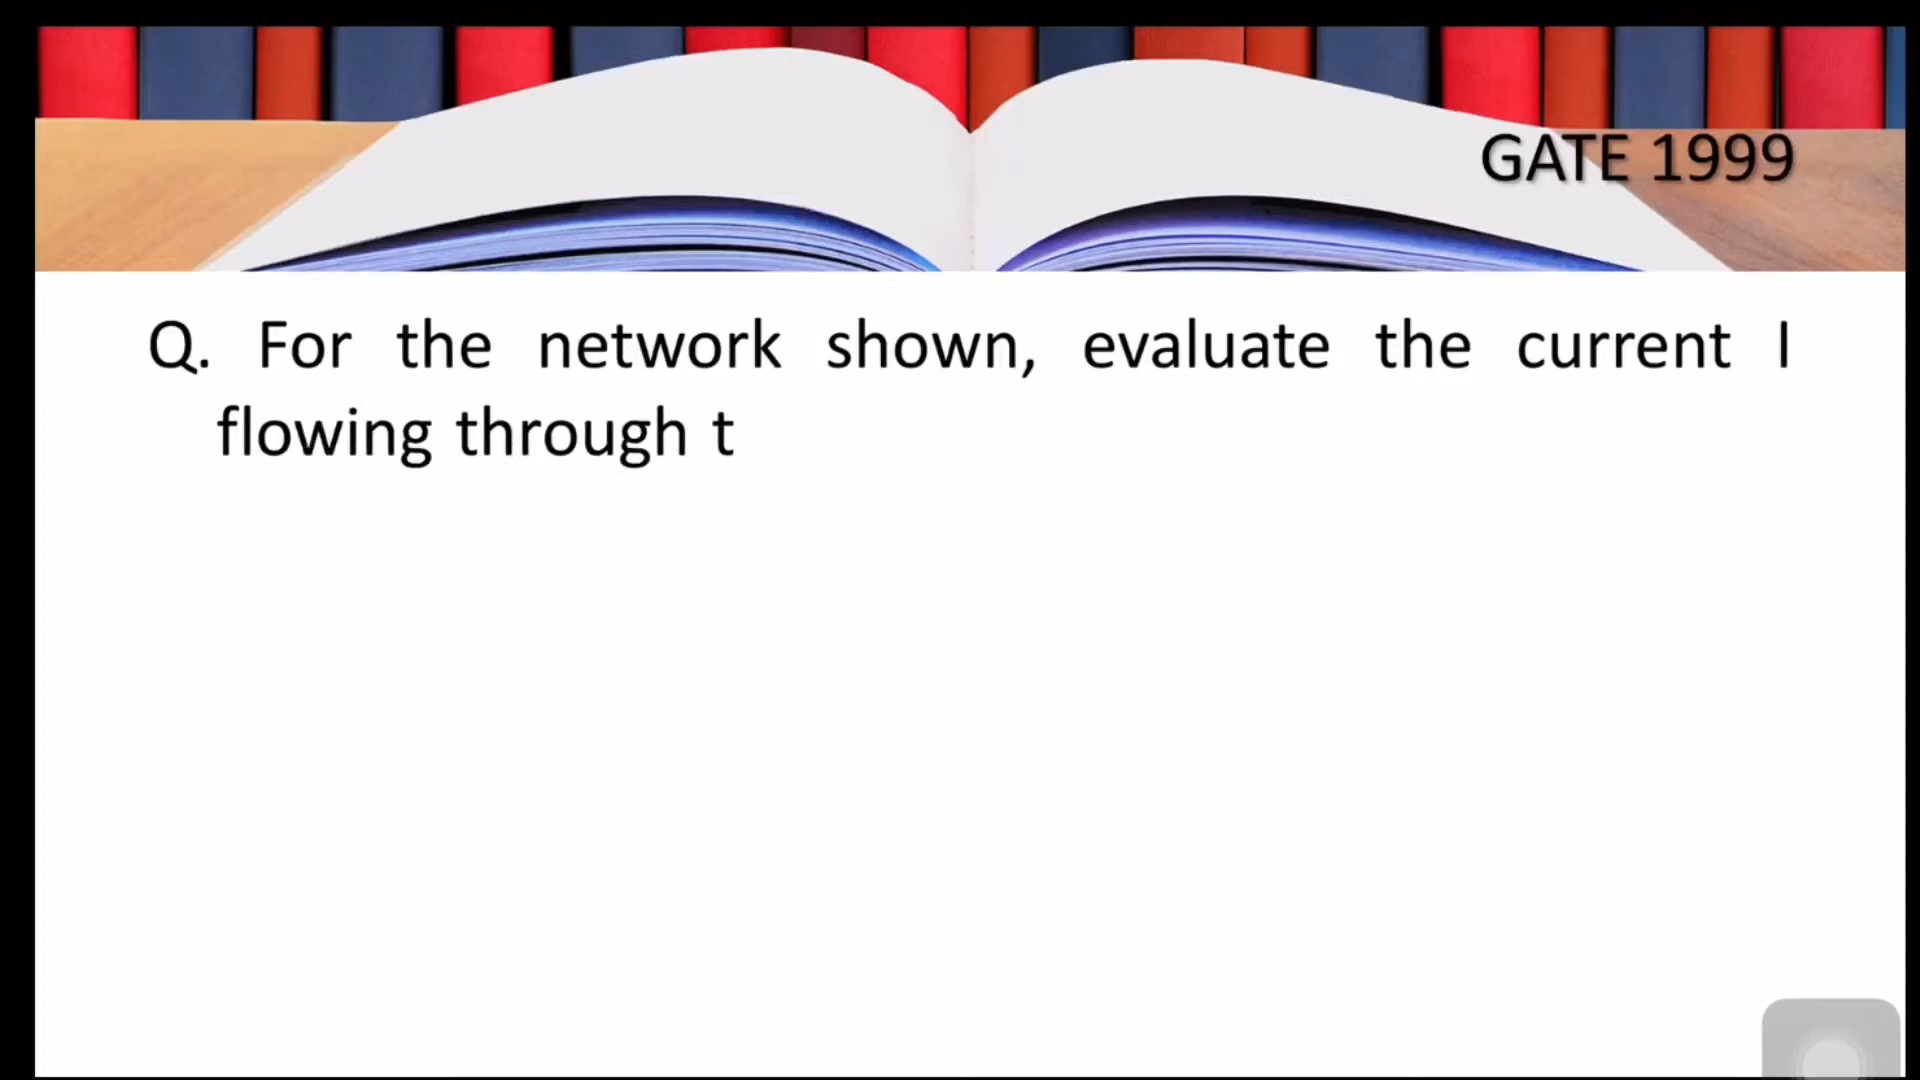 GATE 1999
Q. For the network shown, evaluate the current I
flowing through t